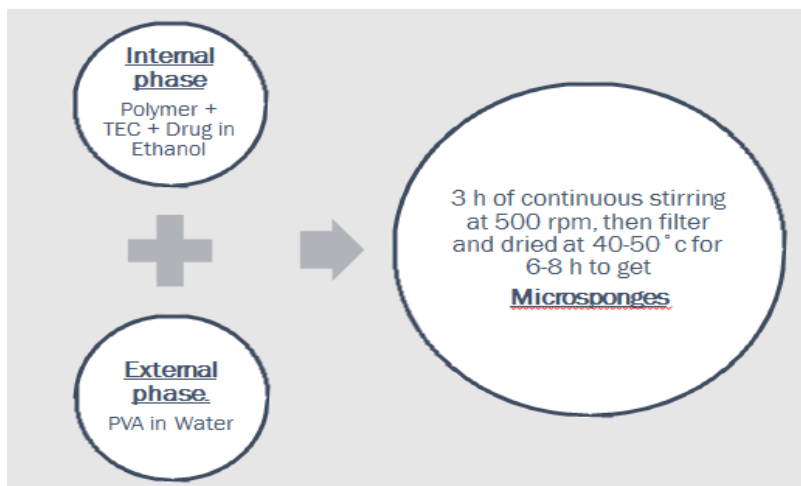 Internal
phase
Polymer +
TEC + Drug in
Ethanol
External
phase.
PVA in Water
3 h of continuous stirring
at 500 rpm, then filter
and dried at 40-50˚c for
6-8 h to get
Microsponges